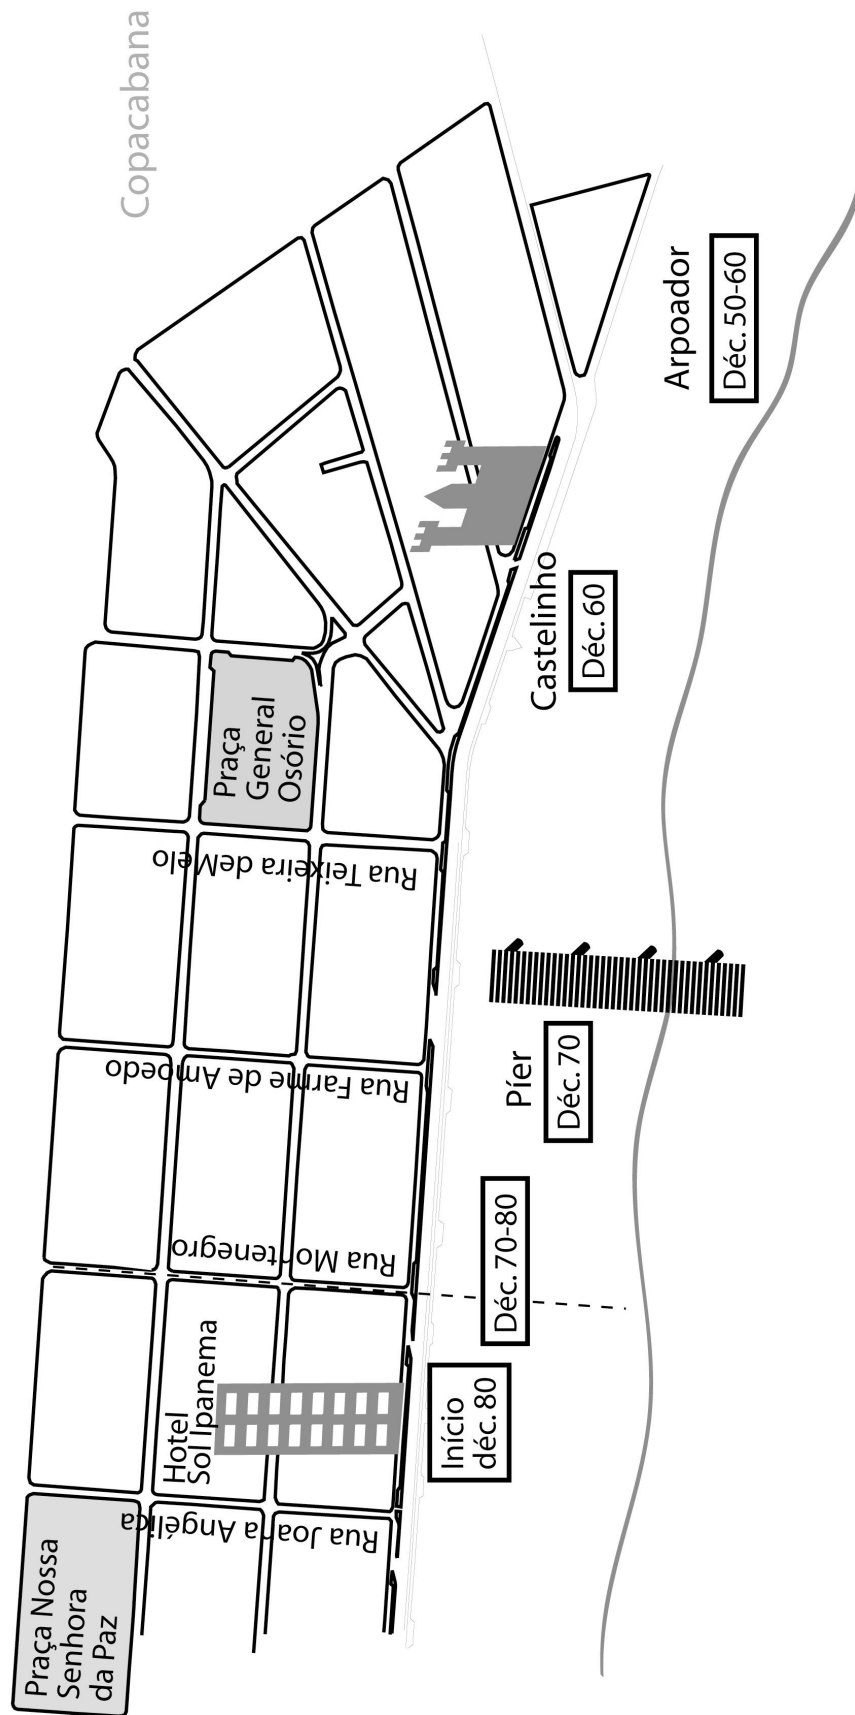 Copacabana
Praça Nossa
Senhora
da Paz
Praça
General
Osório
Hotel
Sol Ipanema
Rua Joana Angélica
Rua Montenegro
Rua Farme de Amoedo
Rua Teixeira deMelo
Início
déc. 80
Déc. 70-80
Píer
Déc. 70
Castelinho
Déc. 60
Arpoador
Déc. 50-60